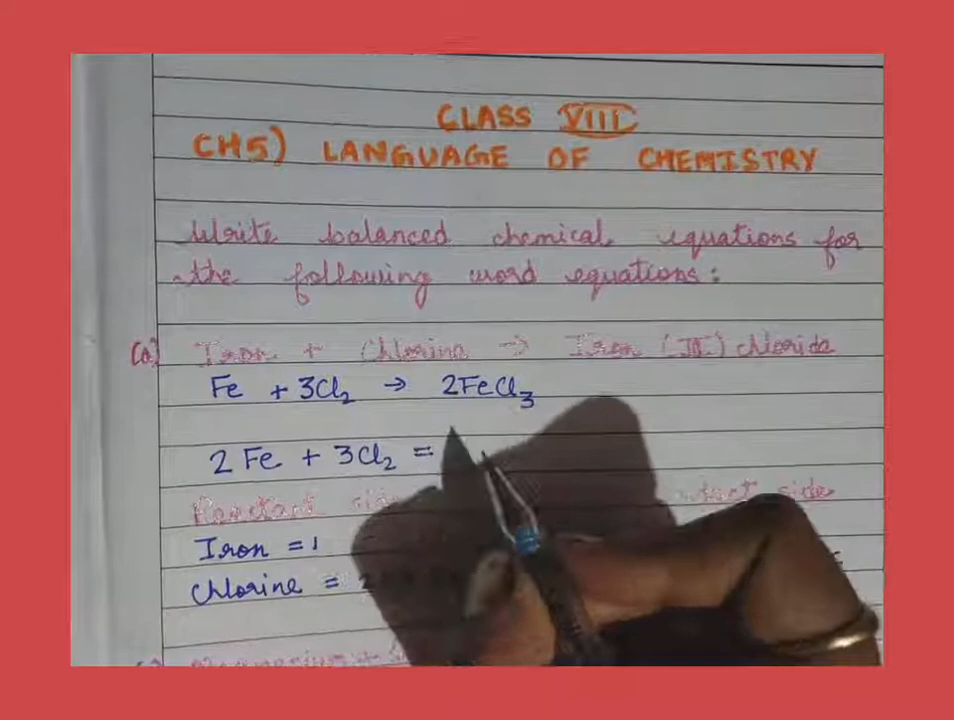 CLASS VIII
CH5) LANGUAGE OF CHEMISTRY
Write balanced chemical equations for
the following word equations:
(a) Iron + Chlorine → Iron (III) chloride
Fe + 3Cl₂ → 2FeCl₃
2 Fe + 3Cl₂ =
Reactant side
Iron = 1
Chlorine =